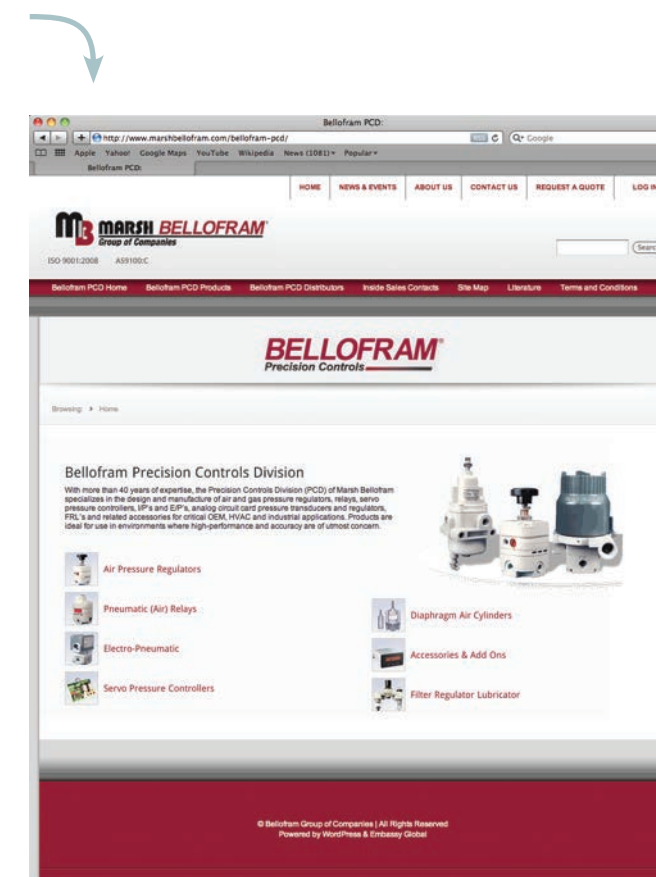 Bellofram PCD:
http://www.marshbellofram.com/bellofram-pcd/
RSS
Google
Apple Yahoo! Google Maps YouTube Wikipedia News (1081) Popular
Bellofram PCD:
HOME NEWS & EVENTS ABOUT US CONTACT US REQUEST A QUOTE LOG IN
MB MARSH BELLOFRAM
Group of Companies
ISO 9001:2008 AS9100:C
Searc
Bellofram PCD Home Bellofram PCD Products Bellofram PCD Distributors Inside Sales Contacts Site Map Literature Terms and Conditions
BELLOFRAM®
Precision Controls
Browsing: > Home
Bellofram Precision Controls Division
With more than 40 years of expertise, the Precision Controls Division (PCD) of Marsh Bellofram
specializes in the design and manufacture of air and gas pressure regulators, relays, servo
pressure controllers, I/P's and E/P's, analog circuit card pressure transducers and regulators,
FRL's and related accessories for critical OEM, HVAC and industrial applications. Products are
ideal for use in environments where high-performance and accuracy are of utmost concern.
Air Pressure Regulators
Pneumatic (Air) Relays
Electro-Pneumatic
Servo Pressure Controllers
Diaphragm Air Cylinders
Accessories & Add Ons
Filter Regulator Lubricator
© Bellofram Group of Companies | All Rights Reserved
Powered by WordPress & Embassy Global